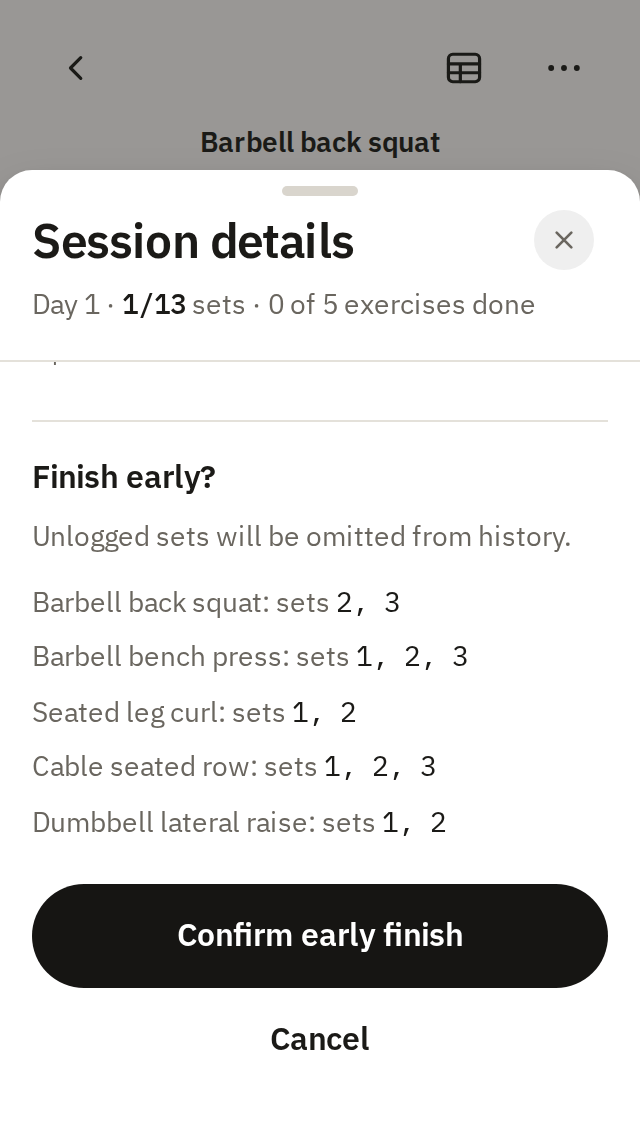 Barbell back squat
Session details
Day 1 · 1/13 sets · 0 of 5 exercises done
Finish early?
Unlogged sets will be omitted from history.
Barbell back squat: sets 2, 3
Barbell bench press: sets 1, 2, 3
Seated leg curl: sets 1, 2
Cable seated row: sets 1, 2, 3
Dumbbell lateral raise: sets 1, 2
Confirm early finish
Cancel